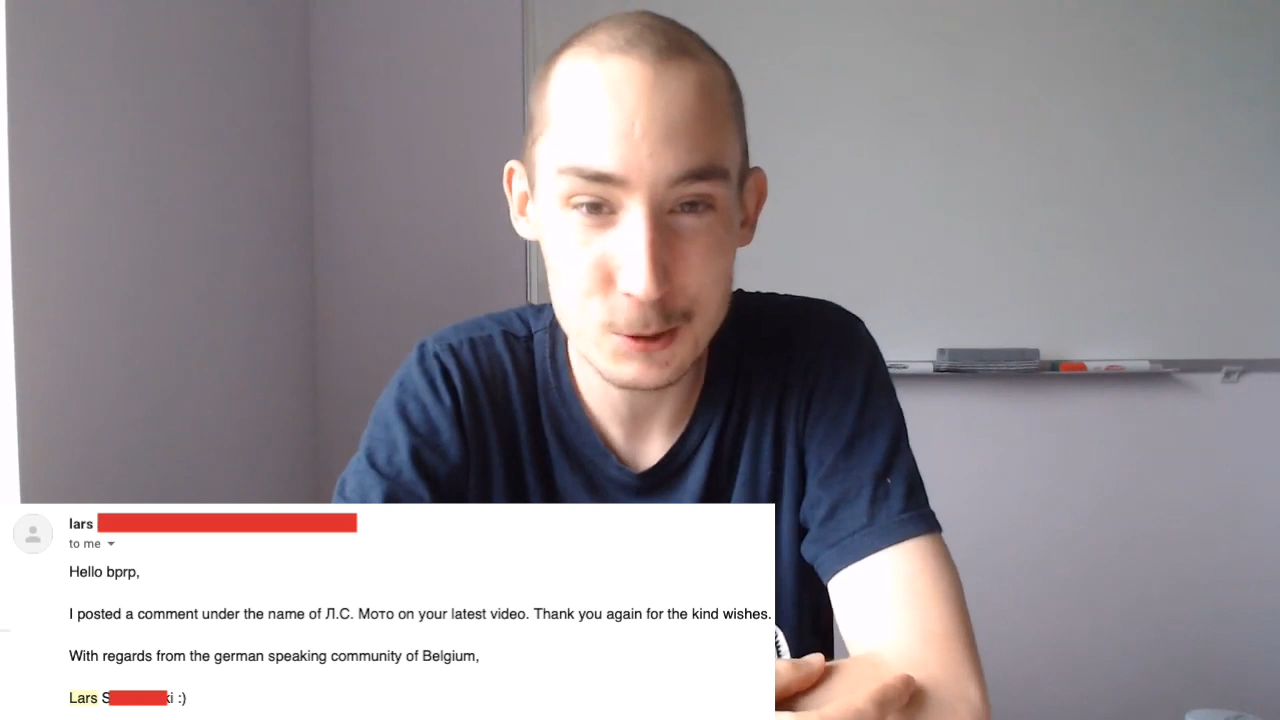 lars
to me
Hello bprp,
I posted a comment under the name of Л.С. Мото on your latest video. Thank you again for the kind wishes.
With regards from the german speaking community of Belgium,
Lars S ki :)